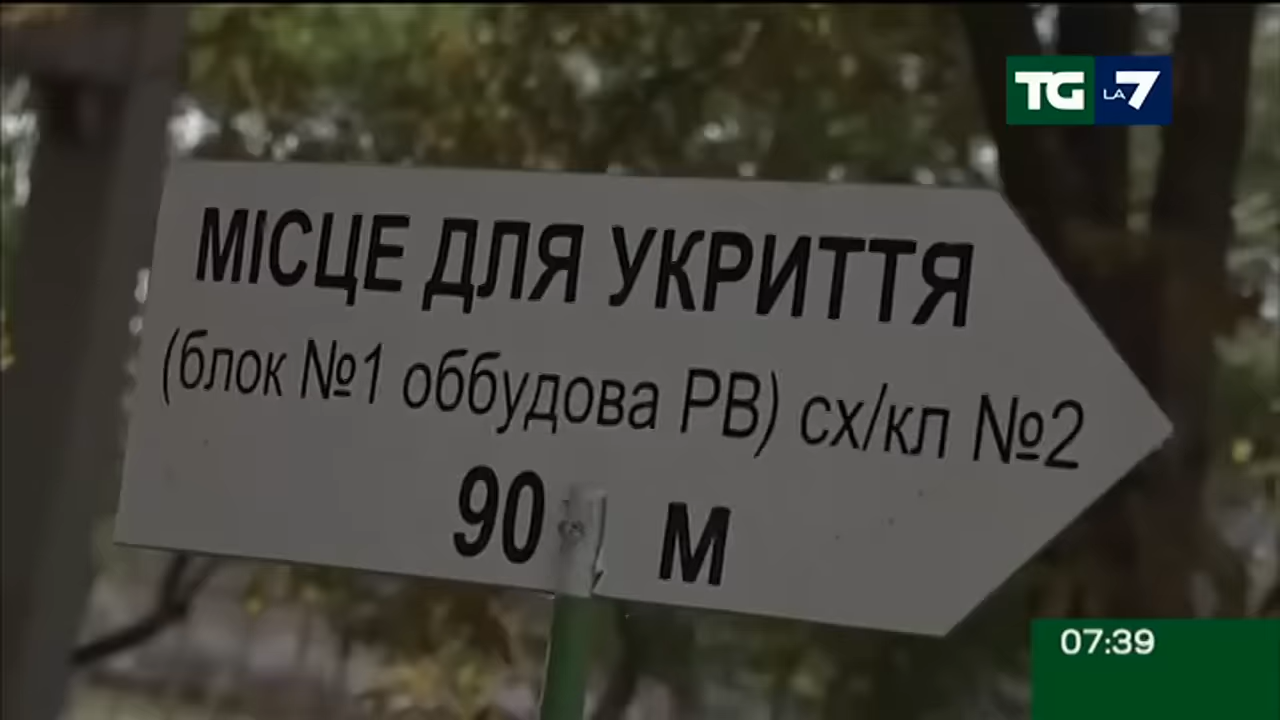 TG LA7
МІСЦЕ ДЛЯ УКРИТТЯ
(блок №1 оббудова РВ) сх/кл №2
90 м
07:39